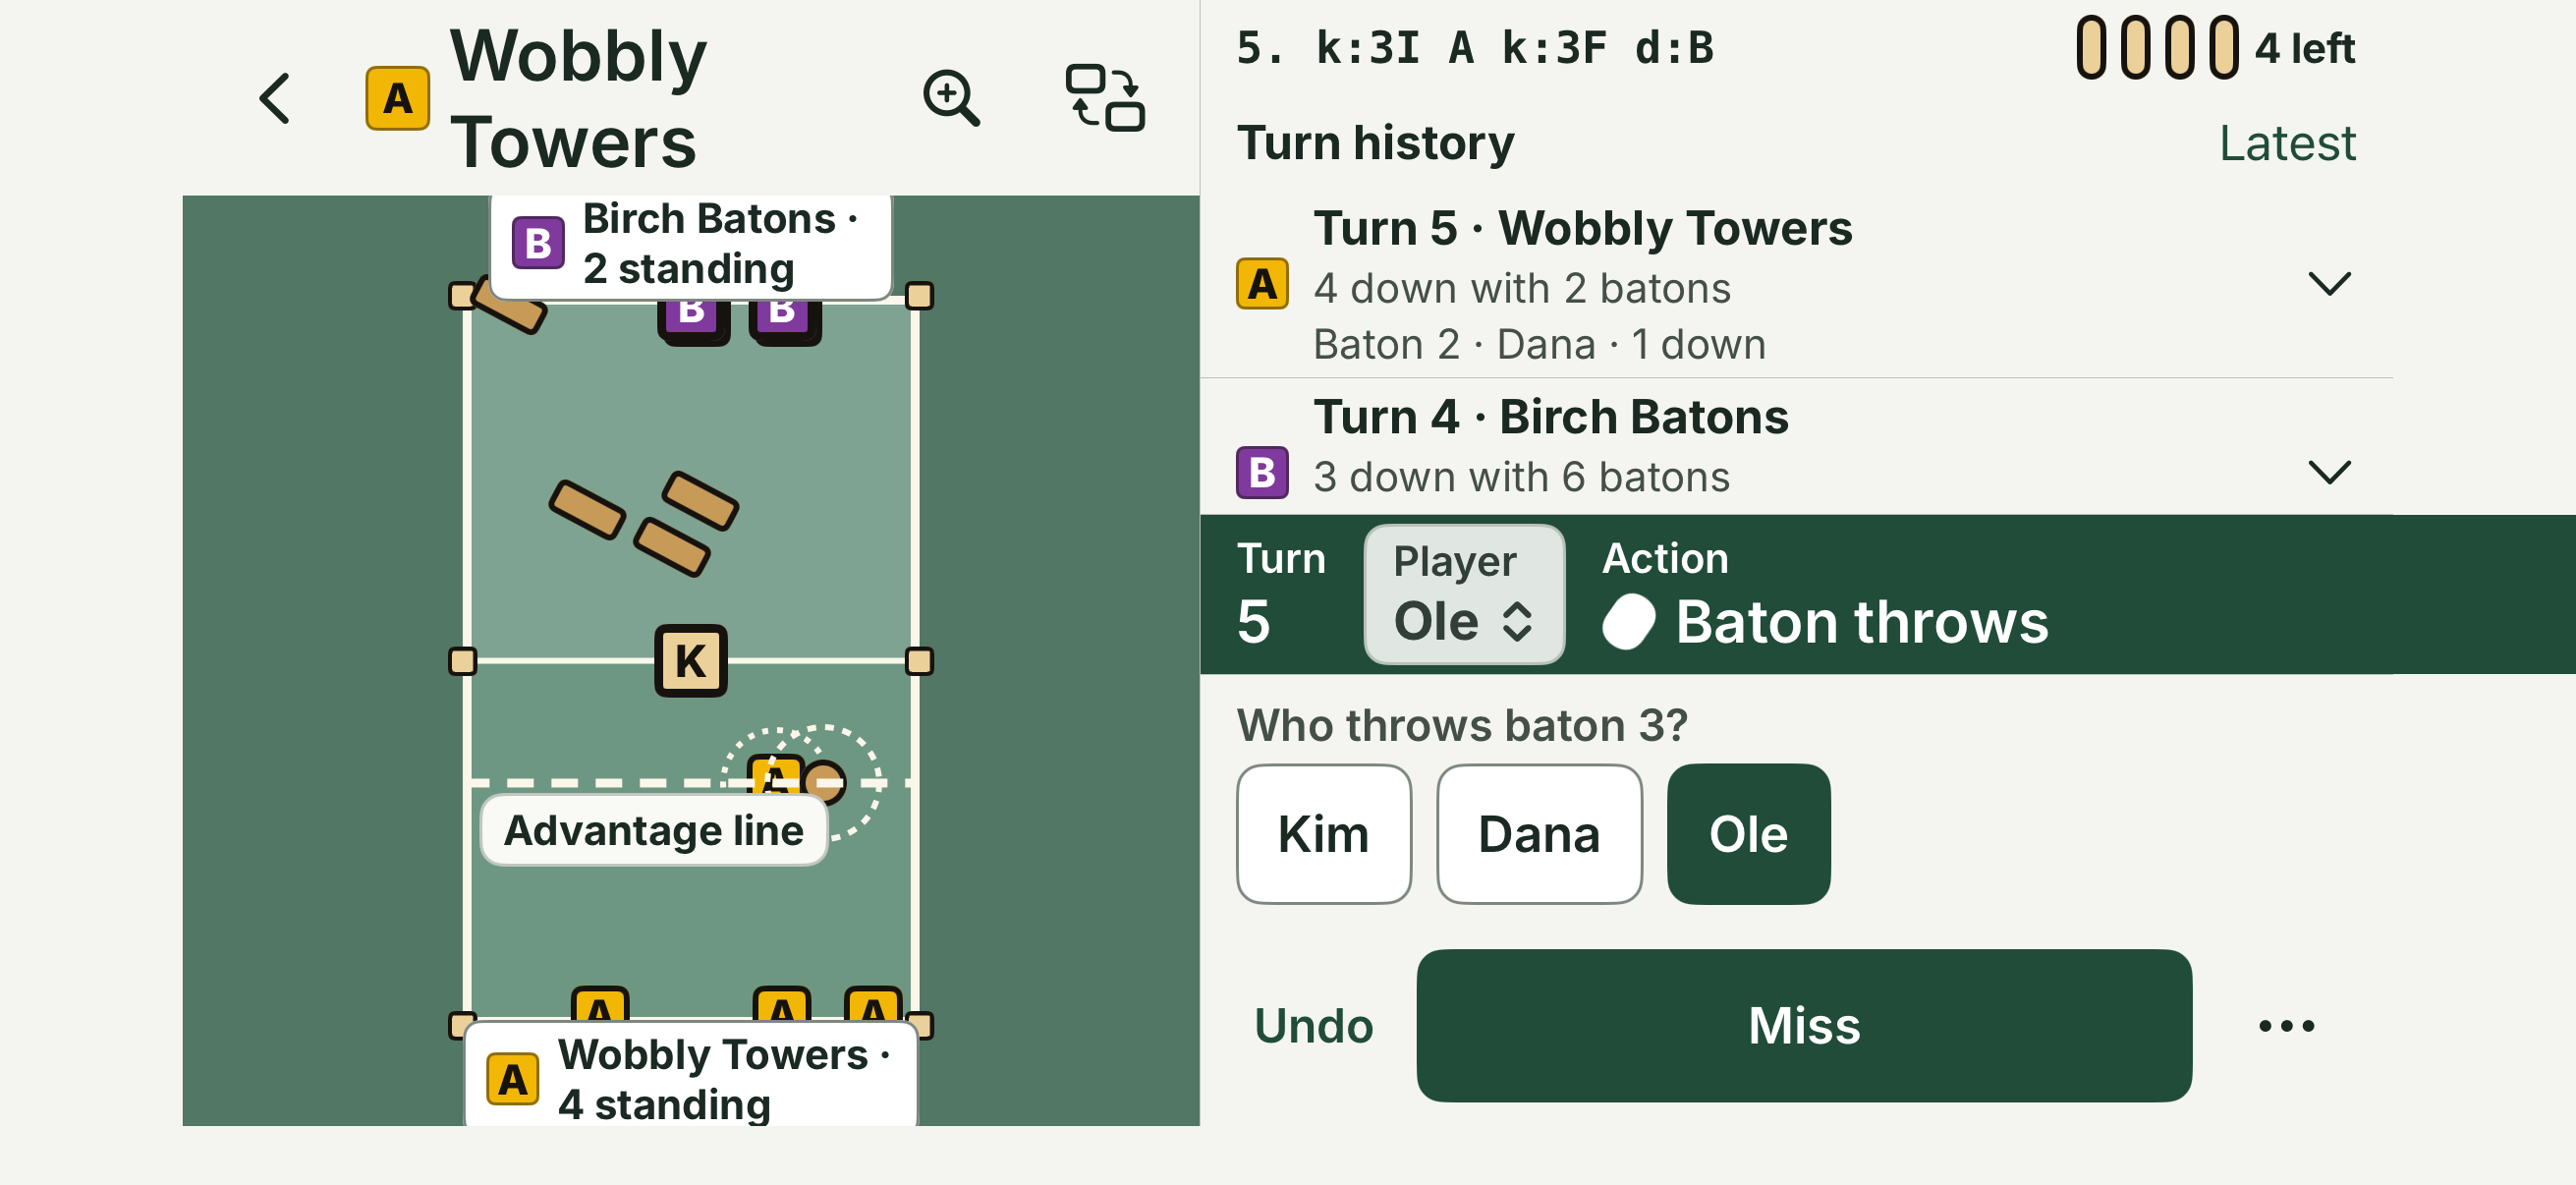 A Wobbly
Towers
B Birch Batons ·
2 standing
B B
K
A
Advantage line
A A A
A Wobbly Towers ·
4 standing
5. k:3I A k:3F d:B
4 left
Turn history
Latest
Turn 5 · Wobbly Towers
A 4 down with 2 batons
Baton 2 · Dana · 1 down
Turn 4 · Birch Batons
B 3 down with 6 batons
Turn
5
Player
Ole
Action
Baton throws
Who throws baton 3?
Kim
Dana
Ole
Undo
Miss